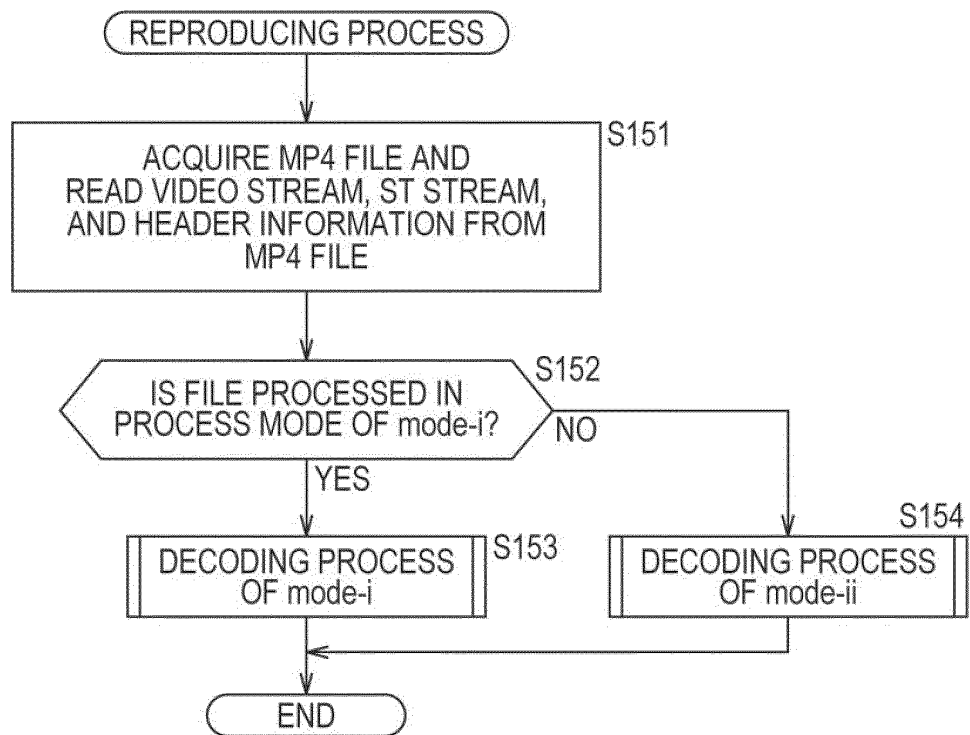 REPRODUCING PROCESS
S151
ACQUIRE MP4 FILE AND
READ VIDEO STREAM, ST STREAM,
AND HEADER INFORMATION FROM
MP4 FILE
S152
IS FILE PROCESSED IN
PROCESS MODE OF mode-i?
NO
YES
S153
DECODING PROCESS
OF mode-i
S154
DECODING PROCESS
OF mode-ii
END